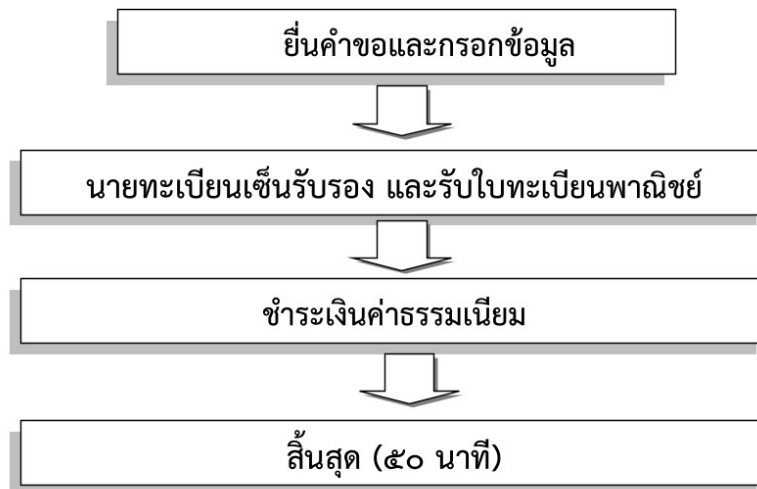 ยื่นคำขอและกรอกข้อมูล
นายทะเบียนเซ็นรับรอง และรับใบทะเบียนพาณิชย์
ชำระเงินค่าธรรมเนียม
สิ้นสุด (๕๐ นาที)